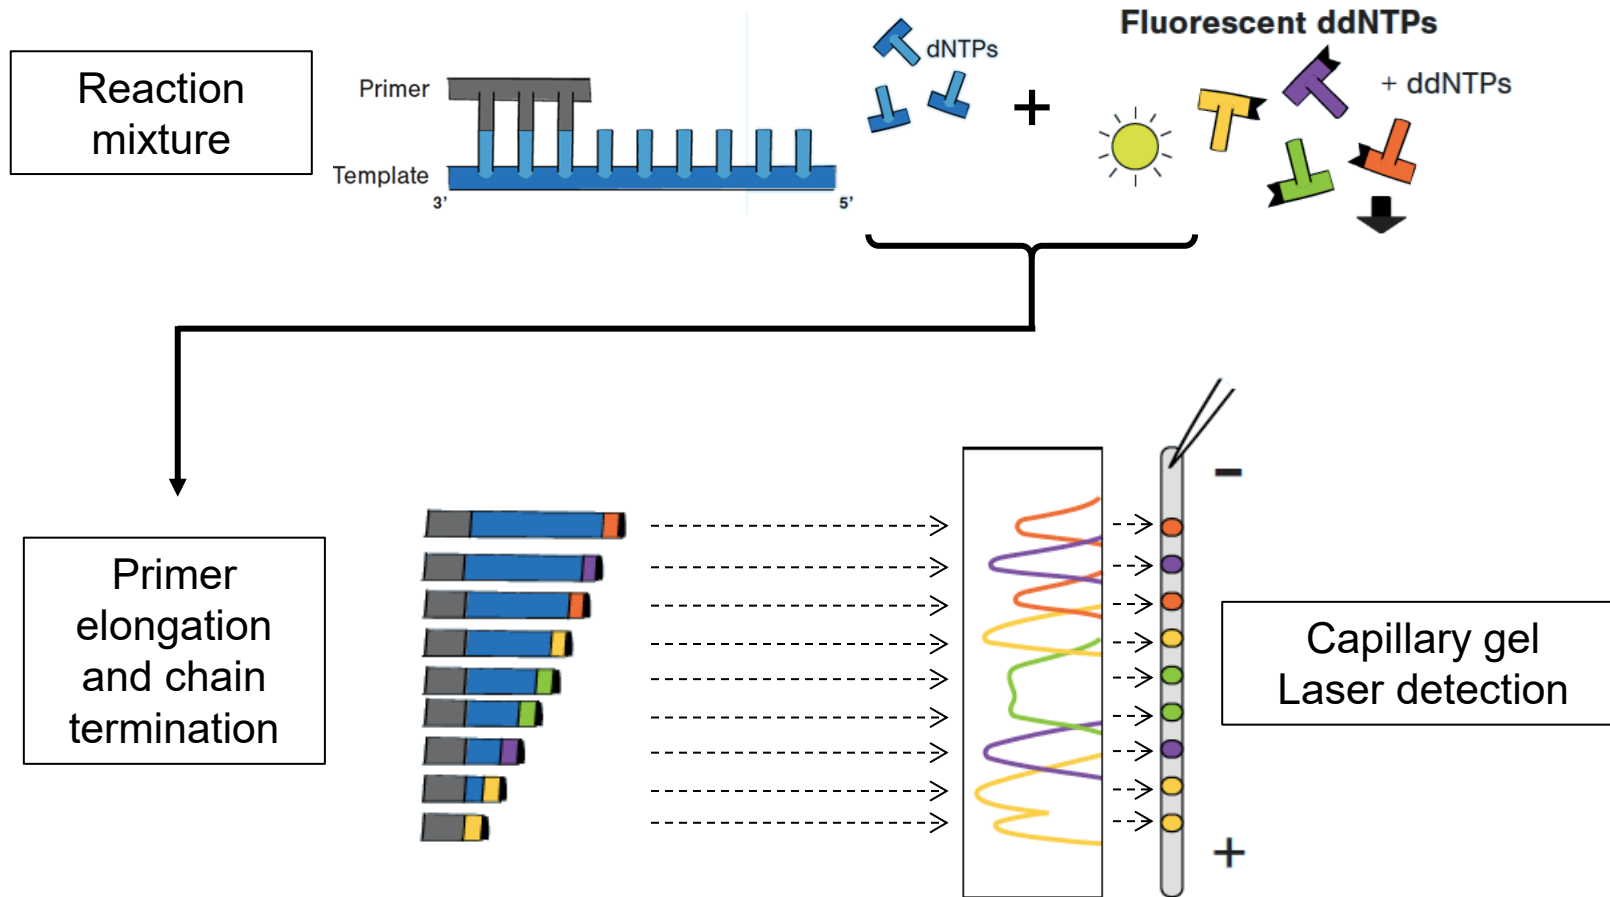 Reaction
mixture
Primer
Template
3’
5’
dNTPs
+
Fluorescent ddNTPs
+ ddNTPs
Primer
elongation
and chain
termination
–
+
Capillary gel
Laser detection